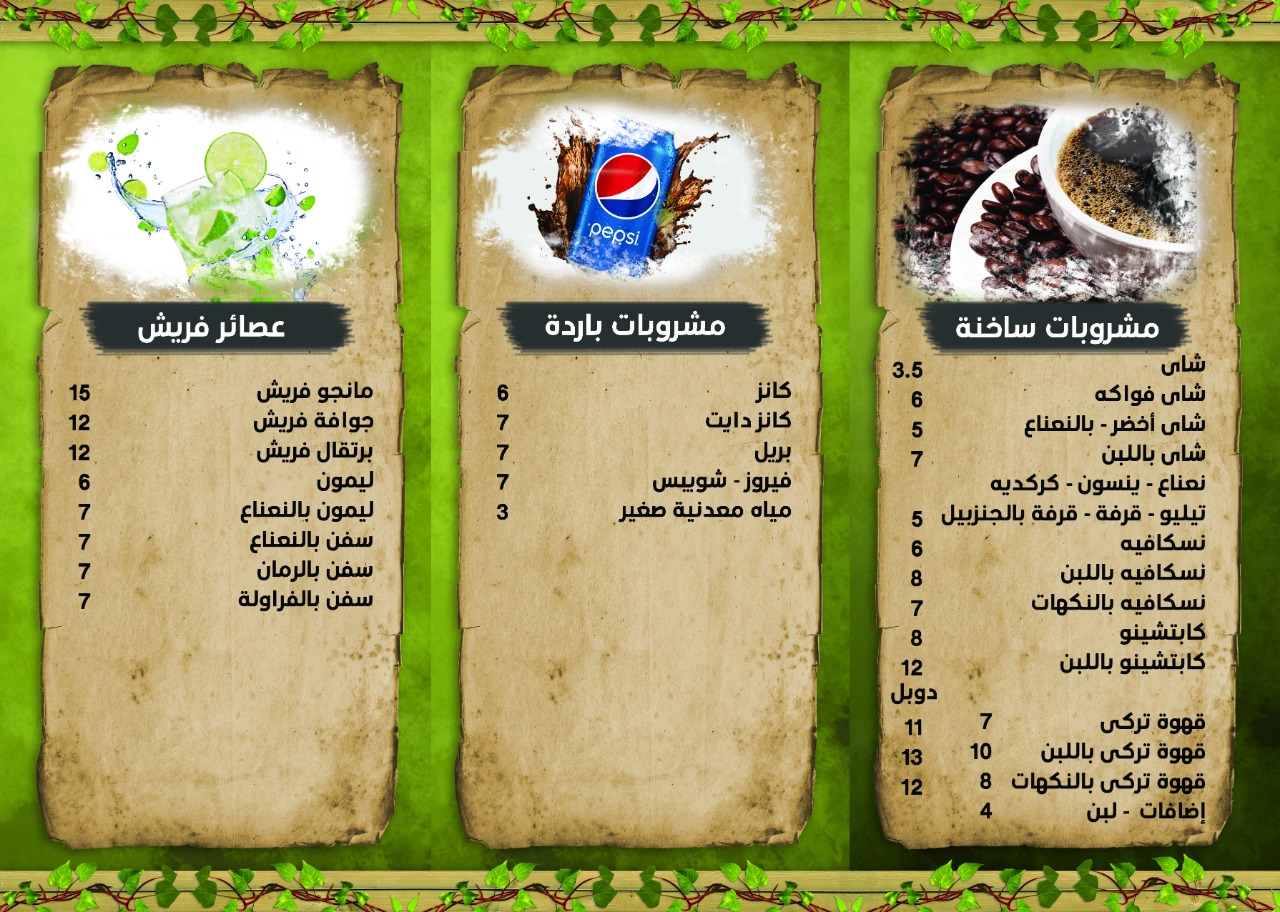 مشروبات ساخنة
شاى 3.5
شاى فواكه 6
شاى أخضر - بالنعناع 5
شاى باللبن 7
نعناع - ينسون - كركديه
تيليو - قرفة - قرفة بالجنزبيل 5
نسكافيه 6
نسكافيه باللبن 8
نسكافيه بالنكهات 7
كابتشينو 8
كابتشينو باللبن 12
دوبل
قهوة تركى 7 11
قهوة تركى باللبن 10 13
قهوة تركى بالنكهات 8 12
إضافات - لبن 4
pepsi
مشروبات باردة
كانز 6
كانز دايت 7
بريل 7
فيروز - شويبس 7
مياه معدنية صغير 3
عصائر فريش
مانجو فريش 15
جوافة فريش 12
برتقال فريش 12
ليمون 6
ليمون بالنعناع 7
سفن بالنعناع 7
سفن بالرمان 7
سفن بالفراولة 7